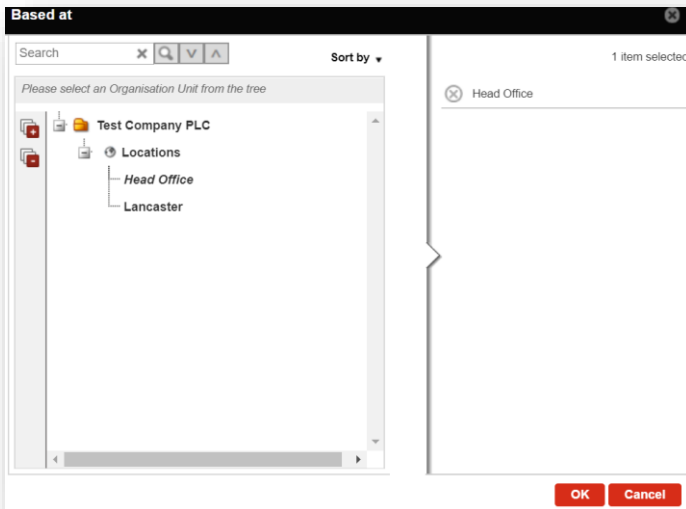 Based at
Search
Sort by
1 item selected
Please select an Organisation Unit from the tree
Head Office
Test Company PLC
Locations
Head Office
Lancaster
OK Cancel